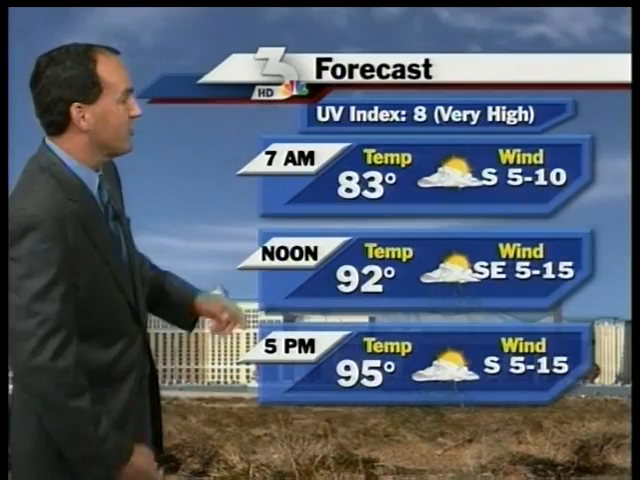 3
HD
Forecast
UV Index: 8 (Very High)
7 AM
Temp
83°
Wind
S 5-10
NOON
Temp
92°
Wind
SE 5-15
5 PM
Temp
95°
Wind
S 5-15